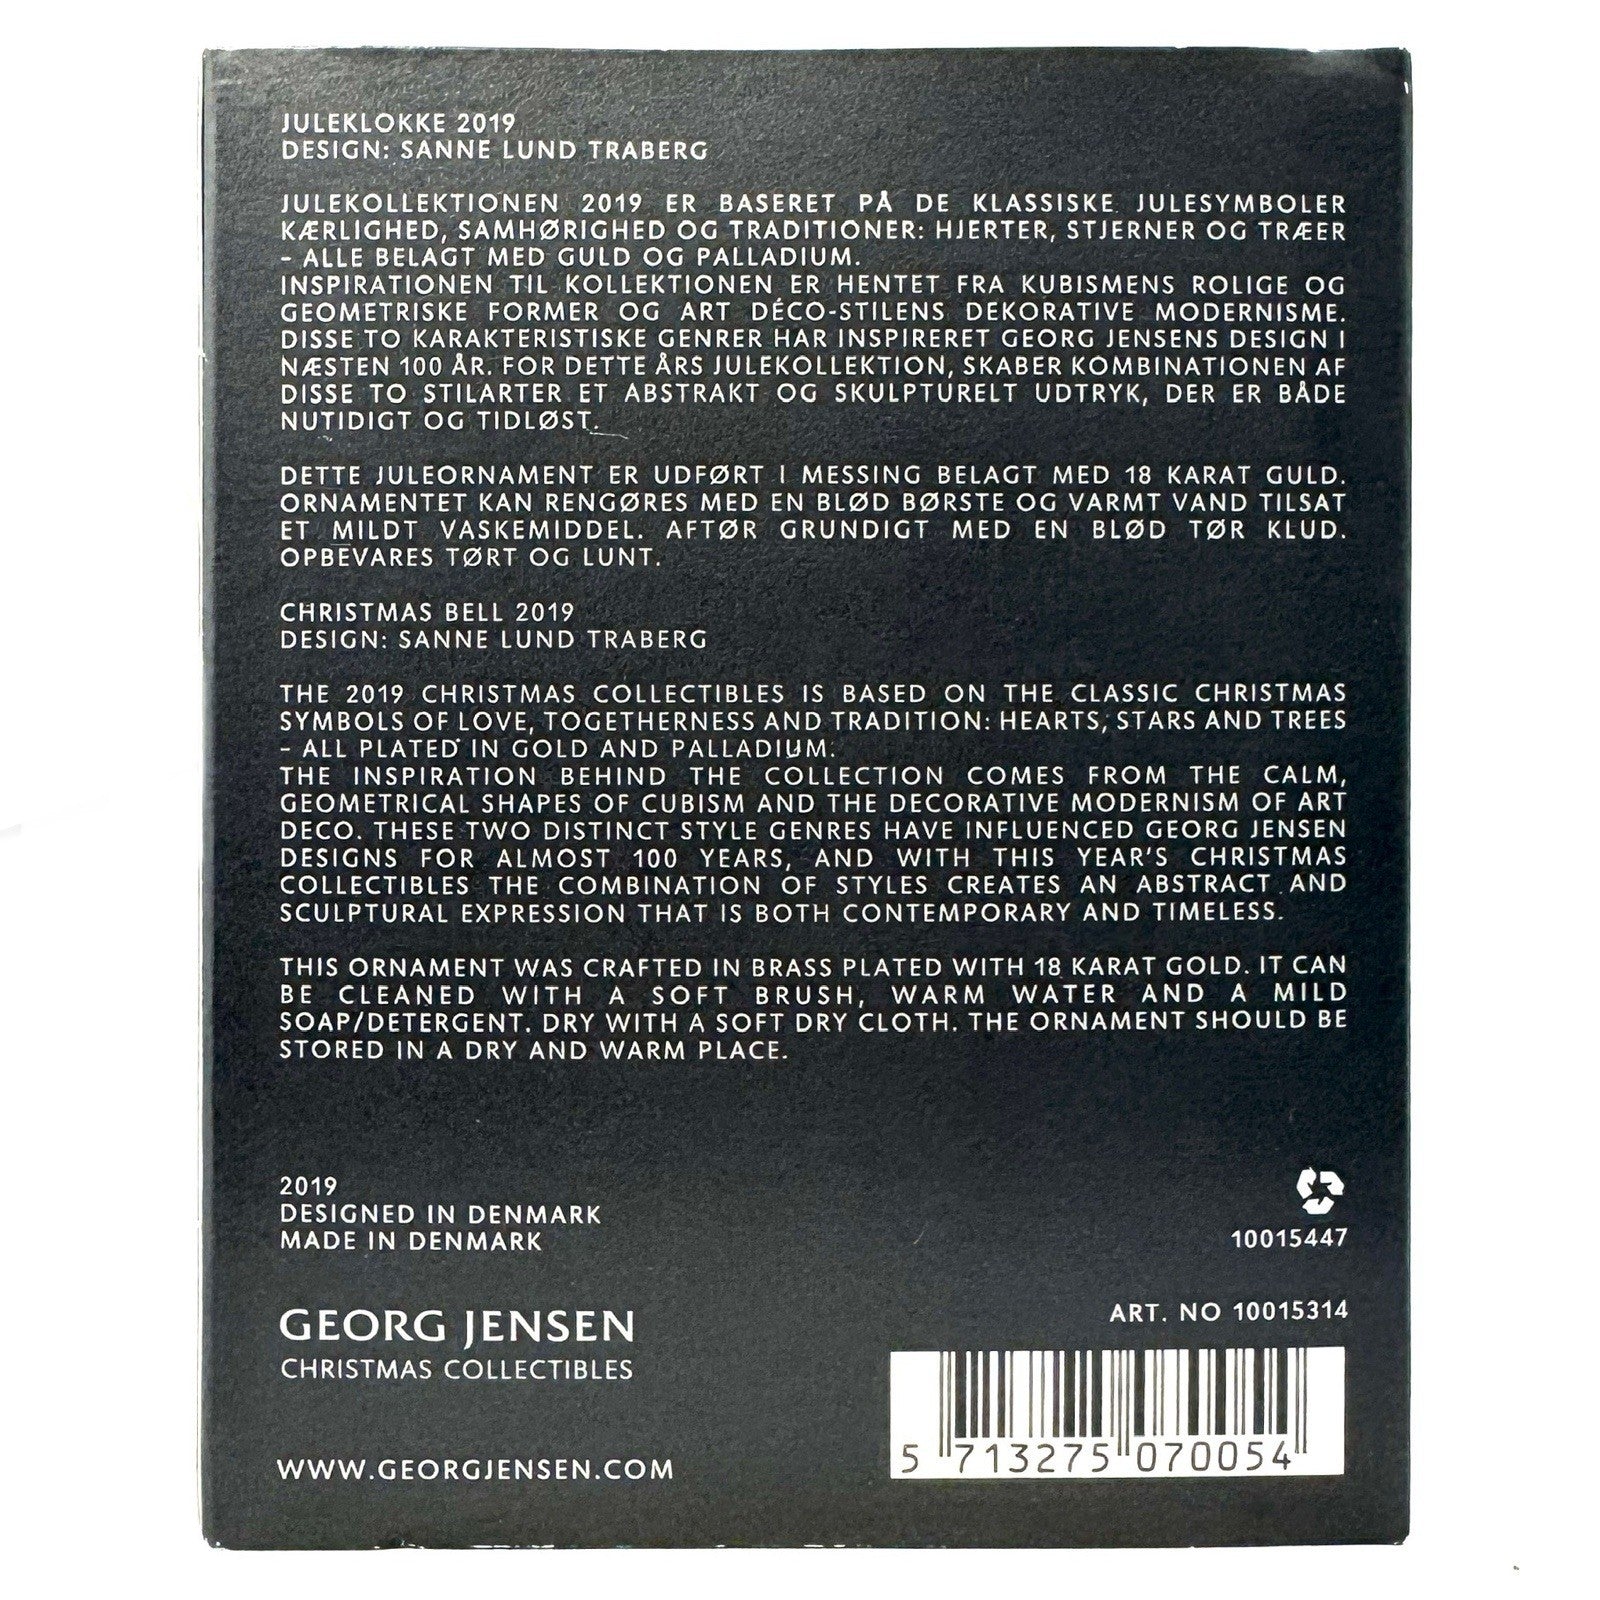 JULEKLOKKE 2019
DESIGN: SANNE LUND TRABERG
JULEKOLLEKTIONEN 2019 ER BASERET PÅ DE KLASSISKE JULESYMBOLER
KÆRLIGHED, SAMHØRIGHED OG TRADITIONER: HJERTER, STJERNER OG TRÆER
- ALLE BELAGT MED GULD OG PALLADIUM.
INSPIRATIONEN TIL KOLLEKTIONEN ER HENTET FRA KUBISMENS ROLIGE OG
GEOMETRISKE FORMER OG ART DÉCO-STILENS DEKORATIVE MODERNISME.
DISSE TO KARAKTERISTISKE GENRER HAR INSPIRERET GEORG JENSENS DESIGN I
NÆSTEN 100 ÅR. FOR DETTE ÅRS JULEKOLLEKTION, SKABER KOMBINATIONEN AF
DISSE TO STILARTER ET ABSTRAKT OG SKULPTURELT UDTRYK, DER ER BÅDE
NUTIDIGT OG TIDLØST.
DETTE JULEORNAMENT ER UDFØRT I MESSING BELAGT MED 18 KARAT GULD.
ORNAMENTET KAN RENGØRES MED EN BLØD BØRSTE OG VARMT VAND TILSAT
ET MILDT VASKEMIDDEL. AFTØR GRUNDIGT MED EN BLØD TØR KLUD.
OPBEVARES TØRT OG LUNT.
CHRISTMAS BELL 2019
DESIGN: SANNE LUND TRABERG
THE 2019 CHRISTMAS COLLECTIBLES IS BASED ON THE CLASSIC CHRISTMAS
SYMBOLS OF LOVE, TOGETHERNESS AND TRADITION: HEARTS, STARS AND TREES
- ALL PLATED IN GOLD AND PALLADIUM.
THE INSPIRATION BEHIND THE COLLECTION COMES FROM THE CALM,
GEOMETRICAL SHAPES OF CUBISM AND THE DECORATIVE MODERNISM OF ART
DECO. THESE TWO DISTINCT STYLE GENRES HAVE INFLUENCED GEORG JENSEN
DESIGNS FOR ALMOST 100 YEARS, AND WITH THIS YEAR'S CHRISTMAS
COLLECTIBLES THE COMBINATION OF STYLES CREATES AN ABSTRACT AND
SCULPTURAL EXPRESSION THAT IS BOTH CONTEMPORARY AND TIMELESS.
THIS ORNAMENT WAS CRAFTED IN BRASS PLATED WITH 18 KARAT GOLD. IT CAN
BE CLEANED WITH A SOFT BRUSH, WARM WATER AND A MILD
SOAP/DETERGENT. DRY WITH A SOFT DRY CLOTH. THE ORNAMENT SHOULD BE
STORED IN A DRY AND WARM PLACE.
2019
DESIGNED IN DENMARK
MADE IN DENMARK
10015447
GEORG JENSEN
CHRISTMAS COLLECTIBLES
ART. NO 10015314
5 713275 070054
WWW.GEORGJENSEN.COM